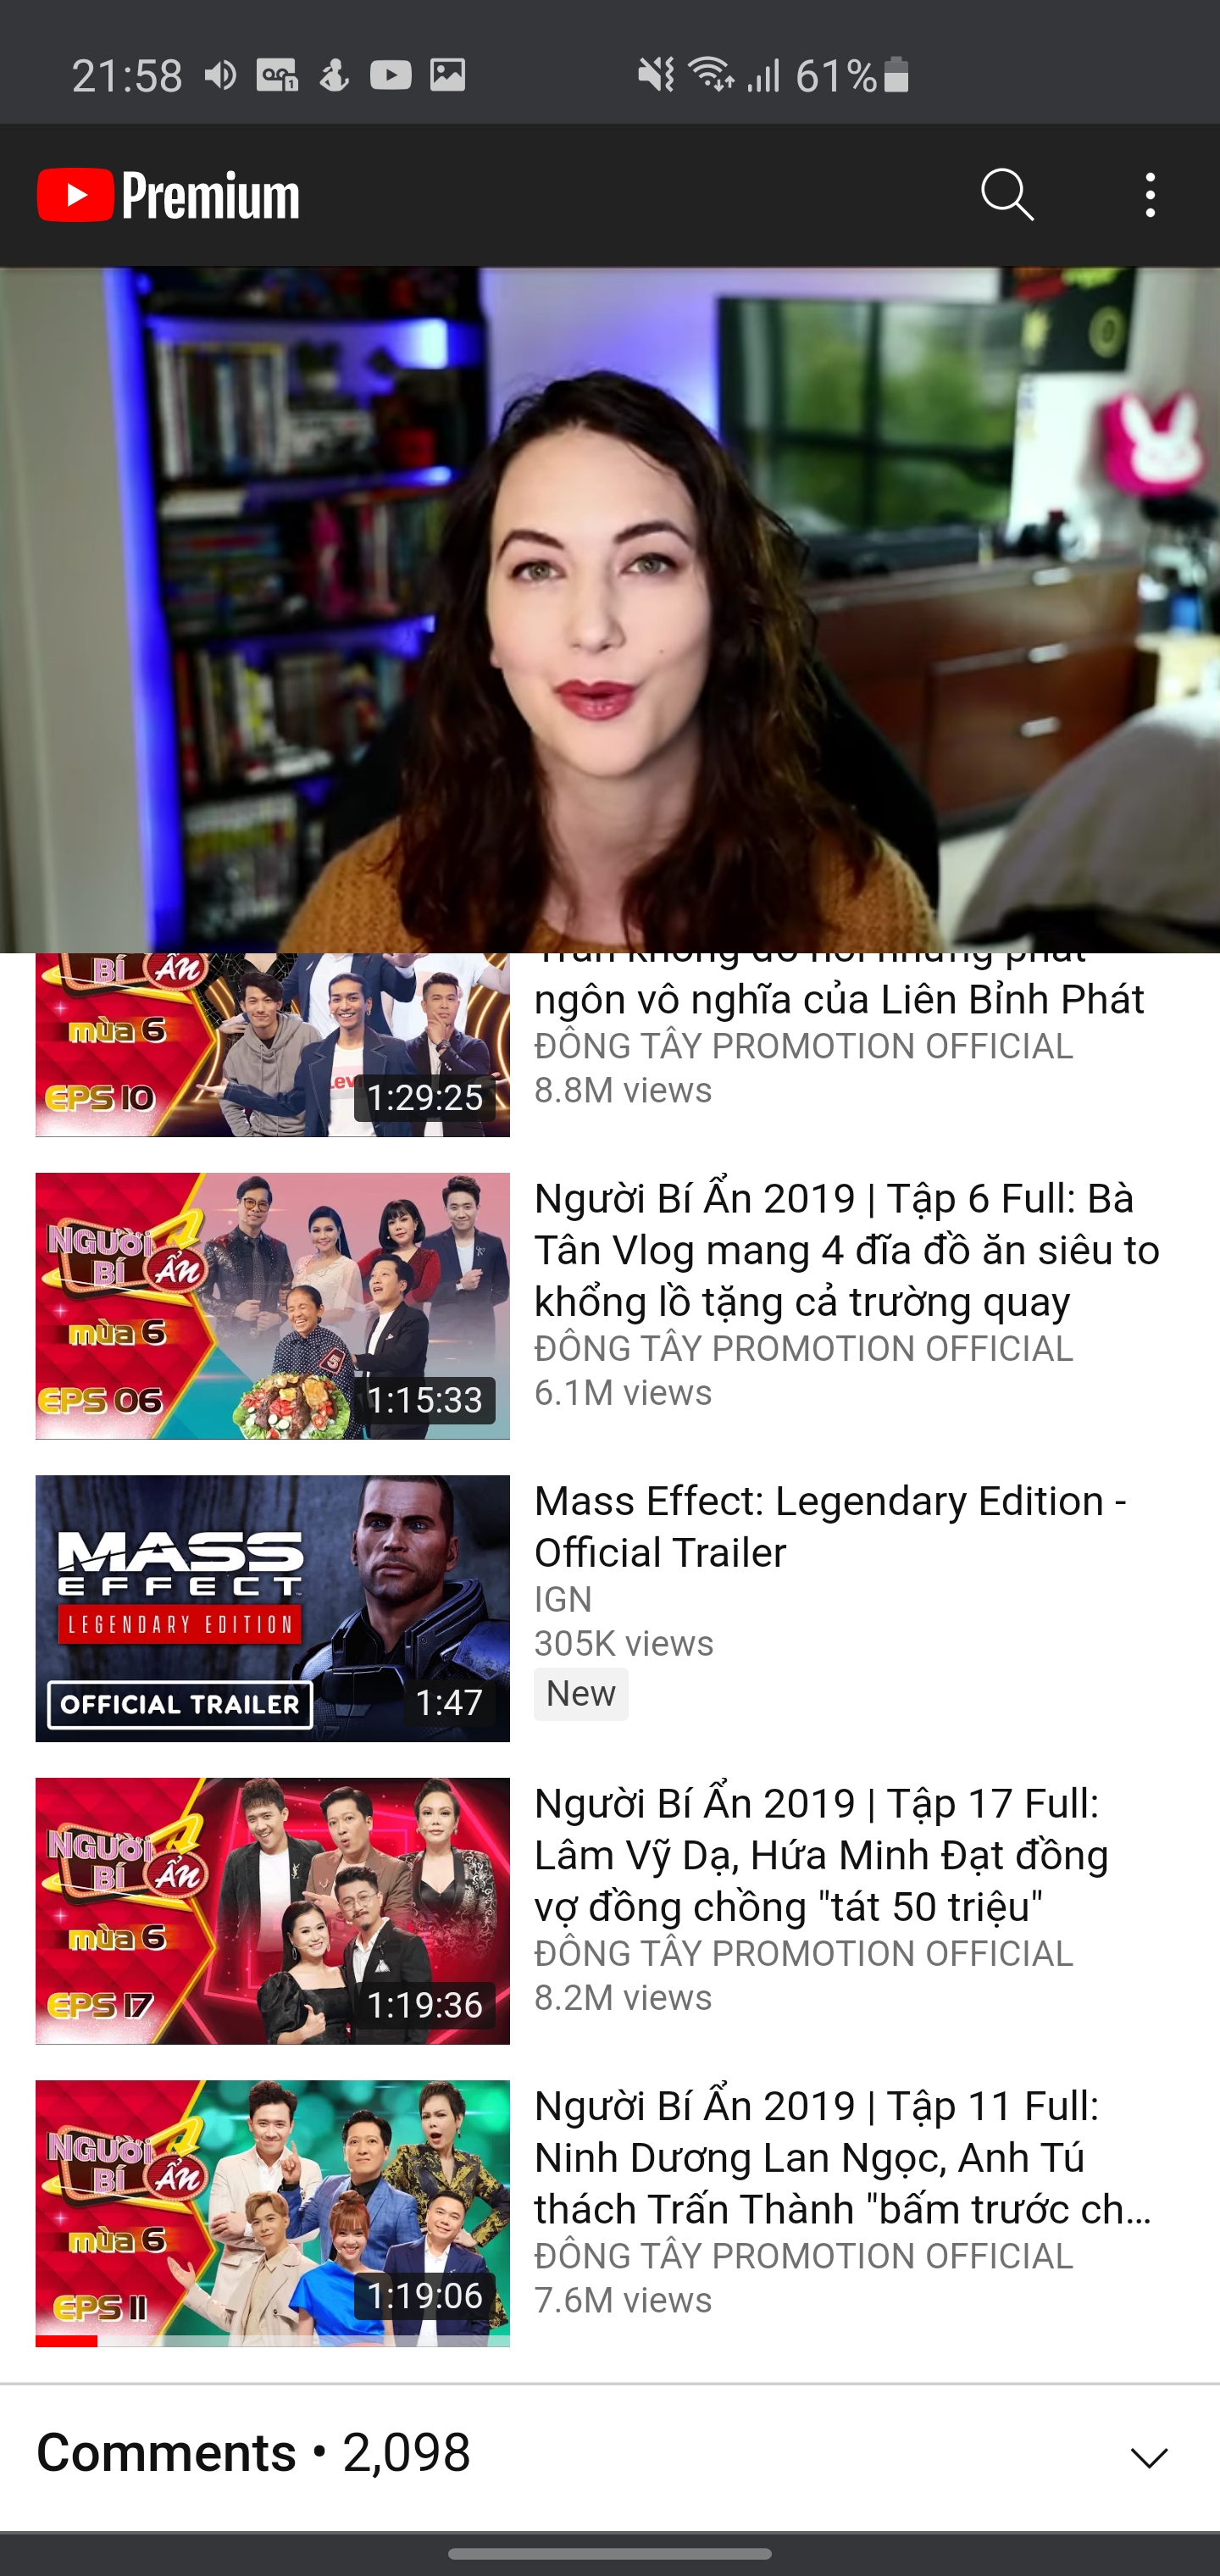 21:58
61%
Premium
BÍ ẨN
mùa 6
EPS 10
Levi
1:29:25
Trấn không đỡ nổi những phát
ngôn vô nghĩa của Liên Bỉnh Phát
ĐÔNG TÂY PROMOTION OFFICIAL
8.8M views
NGƯỜI
BÍ ẨN
mùa 6
EPS 06
5
1:15:33
Người Bí Ẩn 2019 | Tập 6 Full: Bà
Tân Vlog mang 4 đĩa đồ ăn siêu to
khổng lồ tặng cả trường quay
ĐÔNG TÂY PROMOTION OFFICIAL
6.1M views
MASS
EFFECT
LEGENDARY EDITION
OFFICIAL TRAILER
1:47
Mass Effect: Legendary Edition -
Official Trailer
IGN
305K views
New
NGƯỜI
BÍ ẨN
mùa 6
EPS 17
1:19:36
Người Bí Ẩn 2019 | Tập 17 Full:
Lâm Vỹ Dạ, Hứa Minh Đạt đồng
vợ đồng chồng "tát 50 triệu"
ĐÔNG TÂY PROMOTION OFFICIAL
8.2M views
NGƯỜI
BÍ ẨN
mùa 6
EPS 11
1:19:06
Người Bí Ẩn 2019 | Tập 11 Full:
Ninh Dương Lan Ngọc, Anh Tú
thách Trấn Thành "bấm trước ch...
ĐÔNG TÂY PROMOTION OFFICIAL
7.6M views
Comments • 2,098